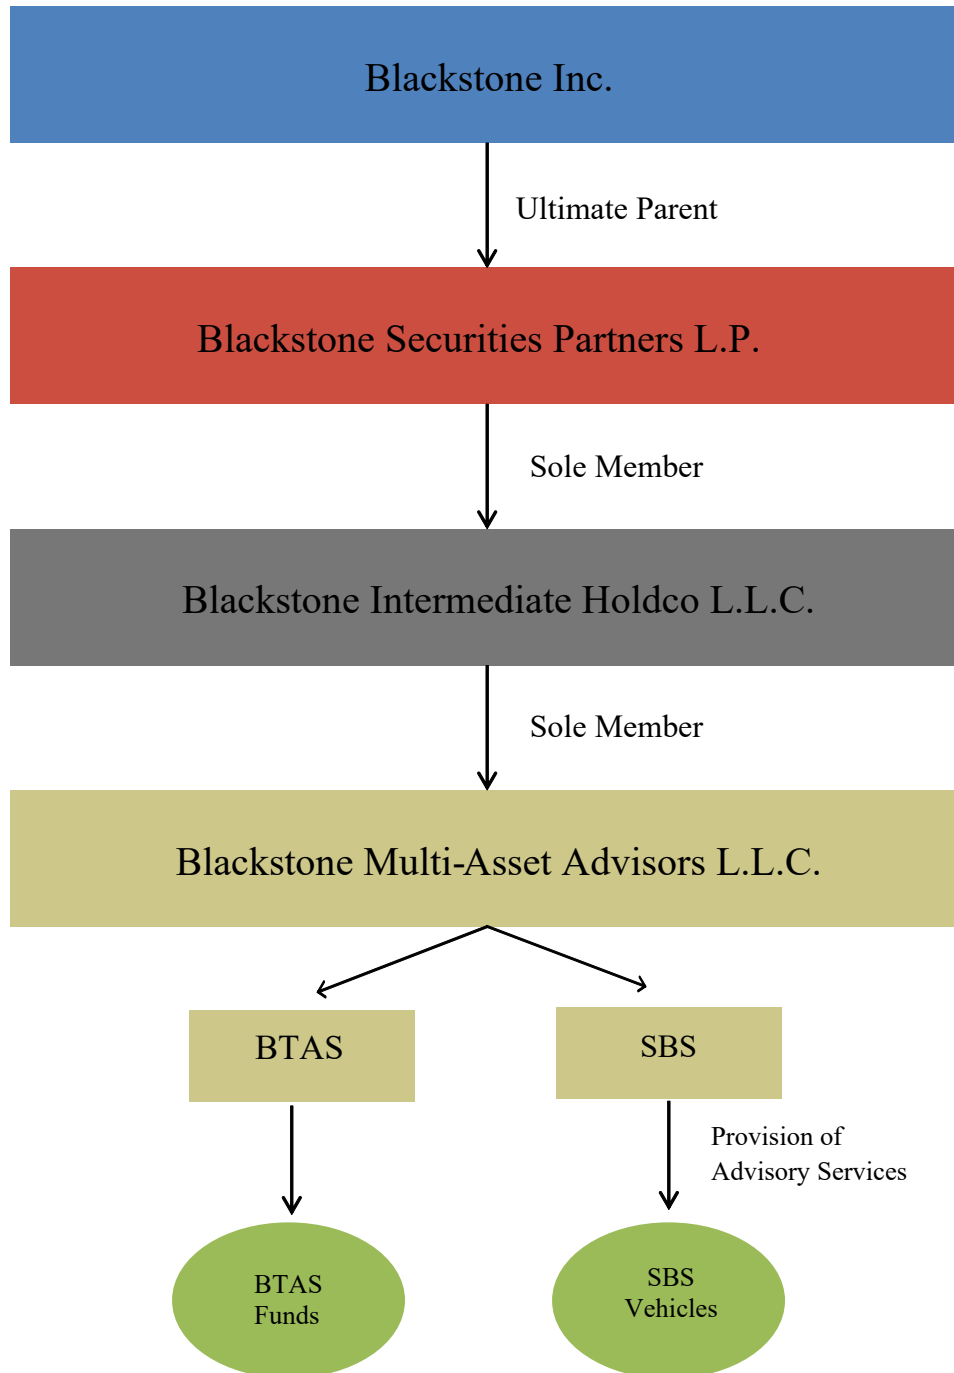 Blackstone Inc.
Ultimate Parent
Blackstone Securities Partners L.P.
Sole Member
Blackstone Intermediate Holdco L.L.C.
Sole Member
Blackstone Multi-Asset Advisors L.L.C.
BTAS
SBS
Provision of
Advisory Services
BTAS
Funds
SBS
Vehicles